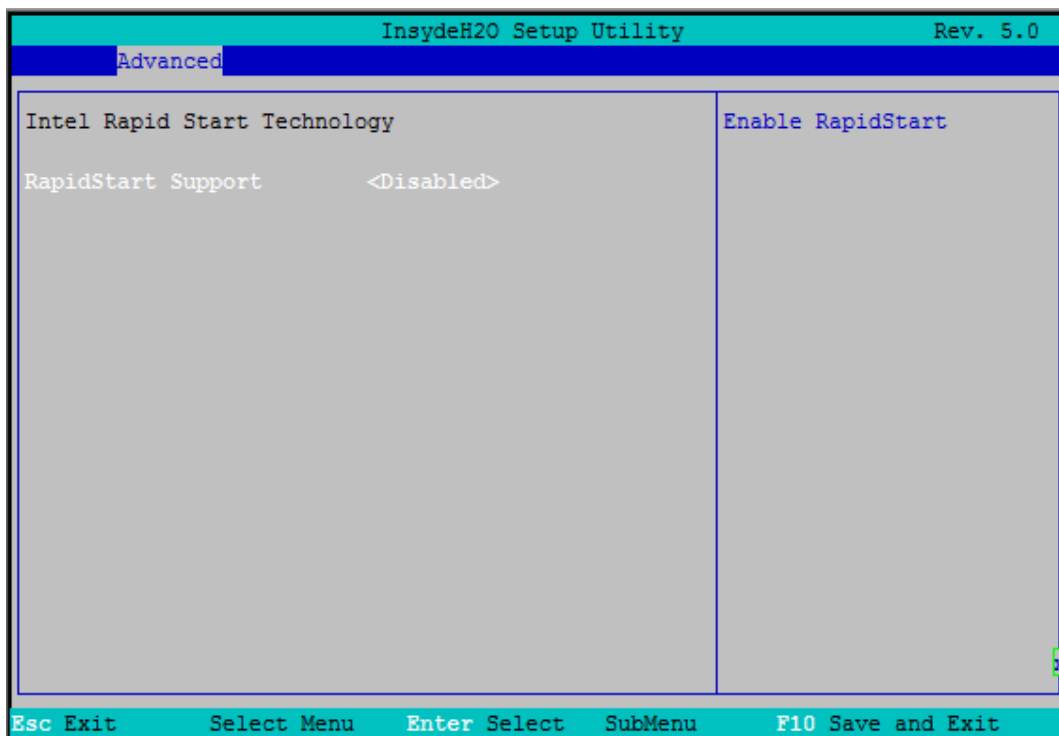 InsydeH2O Setup Utility Rev. 5.0
Advanced
Intel Rapid Start Technology
Enable RapidStart
RapidStart Support <Disabled>
Esc Exit Select Menu Enter Select SubMenu F10 Save and Exit